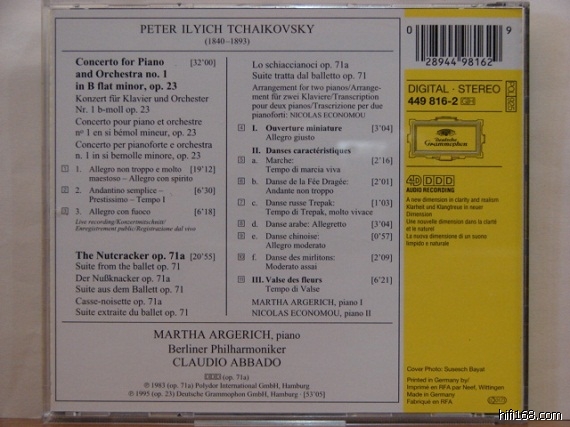 PETER ILYICH TCHAIKOVSKY
(1840–1893)
Concerto for Piano [32'00]
and Orchestra no. 1
in B flat minor, op. 23
Konzert für Klavier und Orchester
Nr. 1 b-moll op. 23
Concerto pour piano et orchestre
nº 1 en si bémol mineur, op. 23
Concerto per pianoforte e orchestra
n. 1 in si bemolle minore, op. 23
1 1. Allegro non troppo e molto [19'12]
maestoso – Allegro con spirito
2 2. Andantino semplice – [6'30]
Prestissimo – Tempo I
3 3. Allegro con fuoco [6'18]
Live recording/Konzertmitschnitt/
Enregistrement public/Registrazione dal vivo
The Nutcracker op. 71a [20'55]
Suite from the ballet op. 71
Der Nußknacker op. 71a
Suite aus dem Ballett op. 71
Casse-noisette op. 71a
Suite extraite du ballet op. 71
Lo schiaccianoci op. 71a
Suite tratta dal balletto op. 71
Arrangement for two pianos/Arrange-
ment für zwei Klaviere/Transcription
pour deux pianos/Trascrizione per due
pianoforti: NICOLAS ECONOMOU
4 I. Ouverture miniature [3'04]
Allegro giusto
II. Danses caractéristiques
5 a. Marche: [2'16]
Tempo di marcia viva
6 b. Danse de la Fée Dragée: [2'01]
Andante non troppo
7 c. Danse russe Trepak: [1'03]
Tempo di Trepak, molto vivace
8 d. Danse arabe: Allegretto [3'04]
9 e. Danse chinoise: [0'57]
Allegro moderato
10 f. Danse des mirlitons: [2'09]
Moderato assai
11 III. Valse des fleurs [6'21]
Tempo di Valse
MARTHA ARGERICH, piano I
NICOLAS ECONOMOU, piano II
MARTHA ARGERICH, piano
Berliner Philharmoniker
CLAUDIO ABBADO
DDD (op. 71a)
℗ 1983 (op. 71a) Polydor International GmbH, Hamburg
℗ 1995 (op. 23) Deutsche Grammophon GmbH, Hamburg · [53'05]
0 28944 98162 9
DIGITAL · STEREO
449 816-2 GH
Deutsche
Grammophon
4D DDD
AUDIO RECORDING
A new dimension in clarity and realism
Klarheit und Klangtreue in neuer
Dimension
Une nouvelle dimension dans la clarté
et le naturel
La nuova dimensione di un suono
limpido e naturale
Cover Photo: Susesch Bayat
Printed in Germany by/
Imprimé en RFA par Neef, Wittingen
Made in Germany
Fabriqué en RFA
hifi168.com